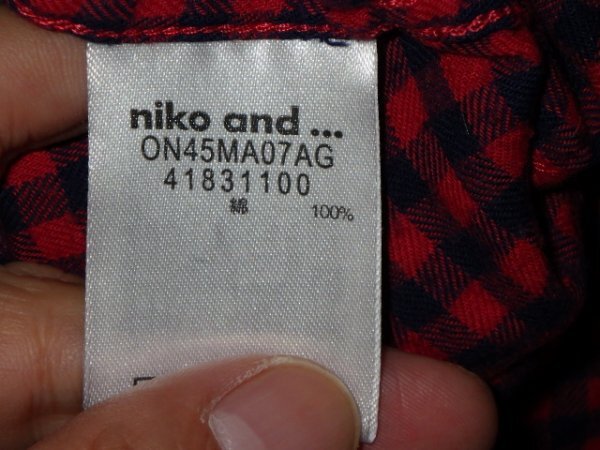 niko and ...
ON45MA07AG
41831100
綿 100%